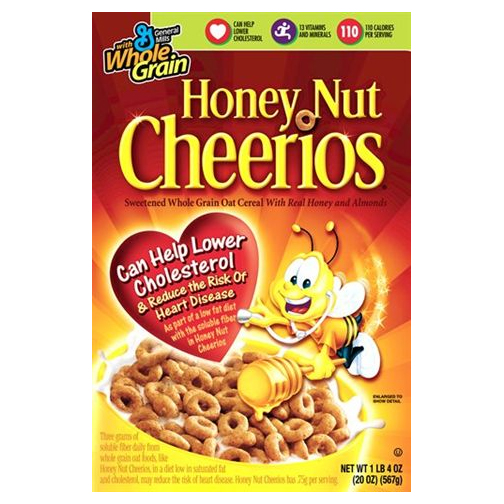 with
General
Mills
Whole
Grain
CAN HELP
LOWER
CHOLESTEROL
13 VITAMINS
AND MINERALS
110
110 CALORIES
PER SERVING
Honey Nut
Cheerios®
Sweetened Whole Grain Oat Cereal With Real Honey and Almonds
Can Help Lower
Cholesterol
& Reduce the Risk Of
Heart Disease
As part of a low fat diet
with the soluble fiber
in Honey Nut
Cheerios
ENLARGED TO
SHOW DETAIL
Three grams of
soluble fiber daily from
whole grain oat foods, like
Honey Nut Cheerios, in a diet low in saturated fat
and cholesterol, may reduce the risk of heart disease. Honey Nut Cheerios has .75g per serving.
U
NET WT 1 LB 4 OZ
(20 OZ) (567g)